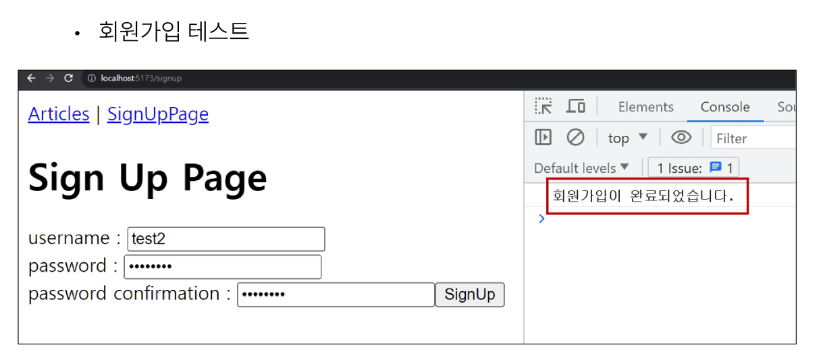 • 회원가입 테스트
localhost:5173/signup
Articles | SignUpPage
Sign Up Page
username : test2
password : ••••••••
password confirmation : •••••••• SignUp
Elements Console Sou
top ▼ Filter
Default levels ▼ 1 Issue: 1
회원가입이 완료되었습니다.
>